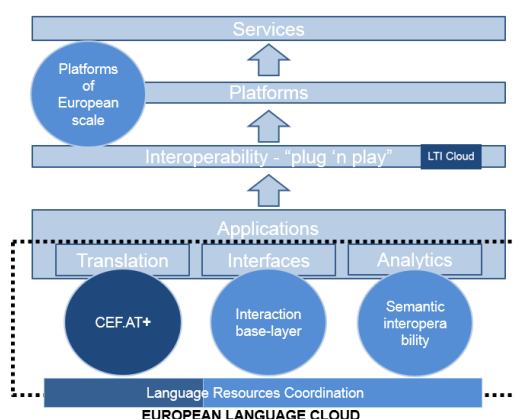 Services
Platforms
of
European
scale
Platforms
Interoperability - “plug ‘n play”
LTI Cloud
Applications
Translation
Interfaces
Analytics
CEF.AT+
Interaction
base-layer
Semantic
interopera
bility
Language Resources Coordination
EUROPEAN LANGUAGE CLOUD